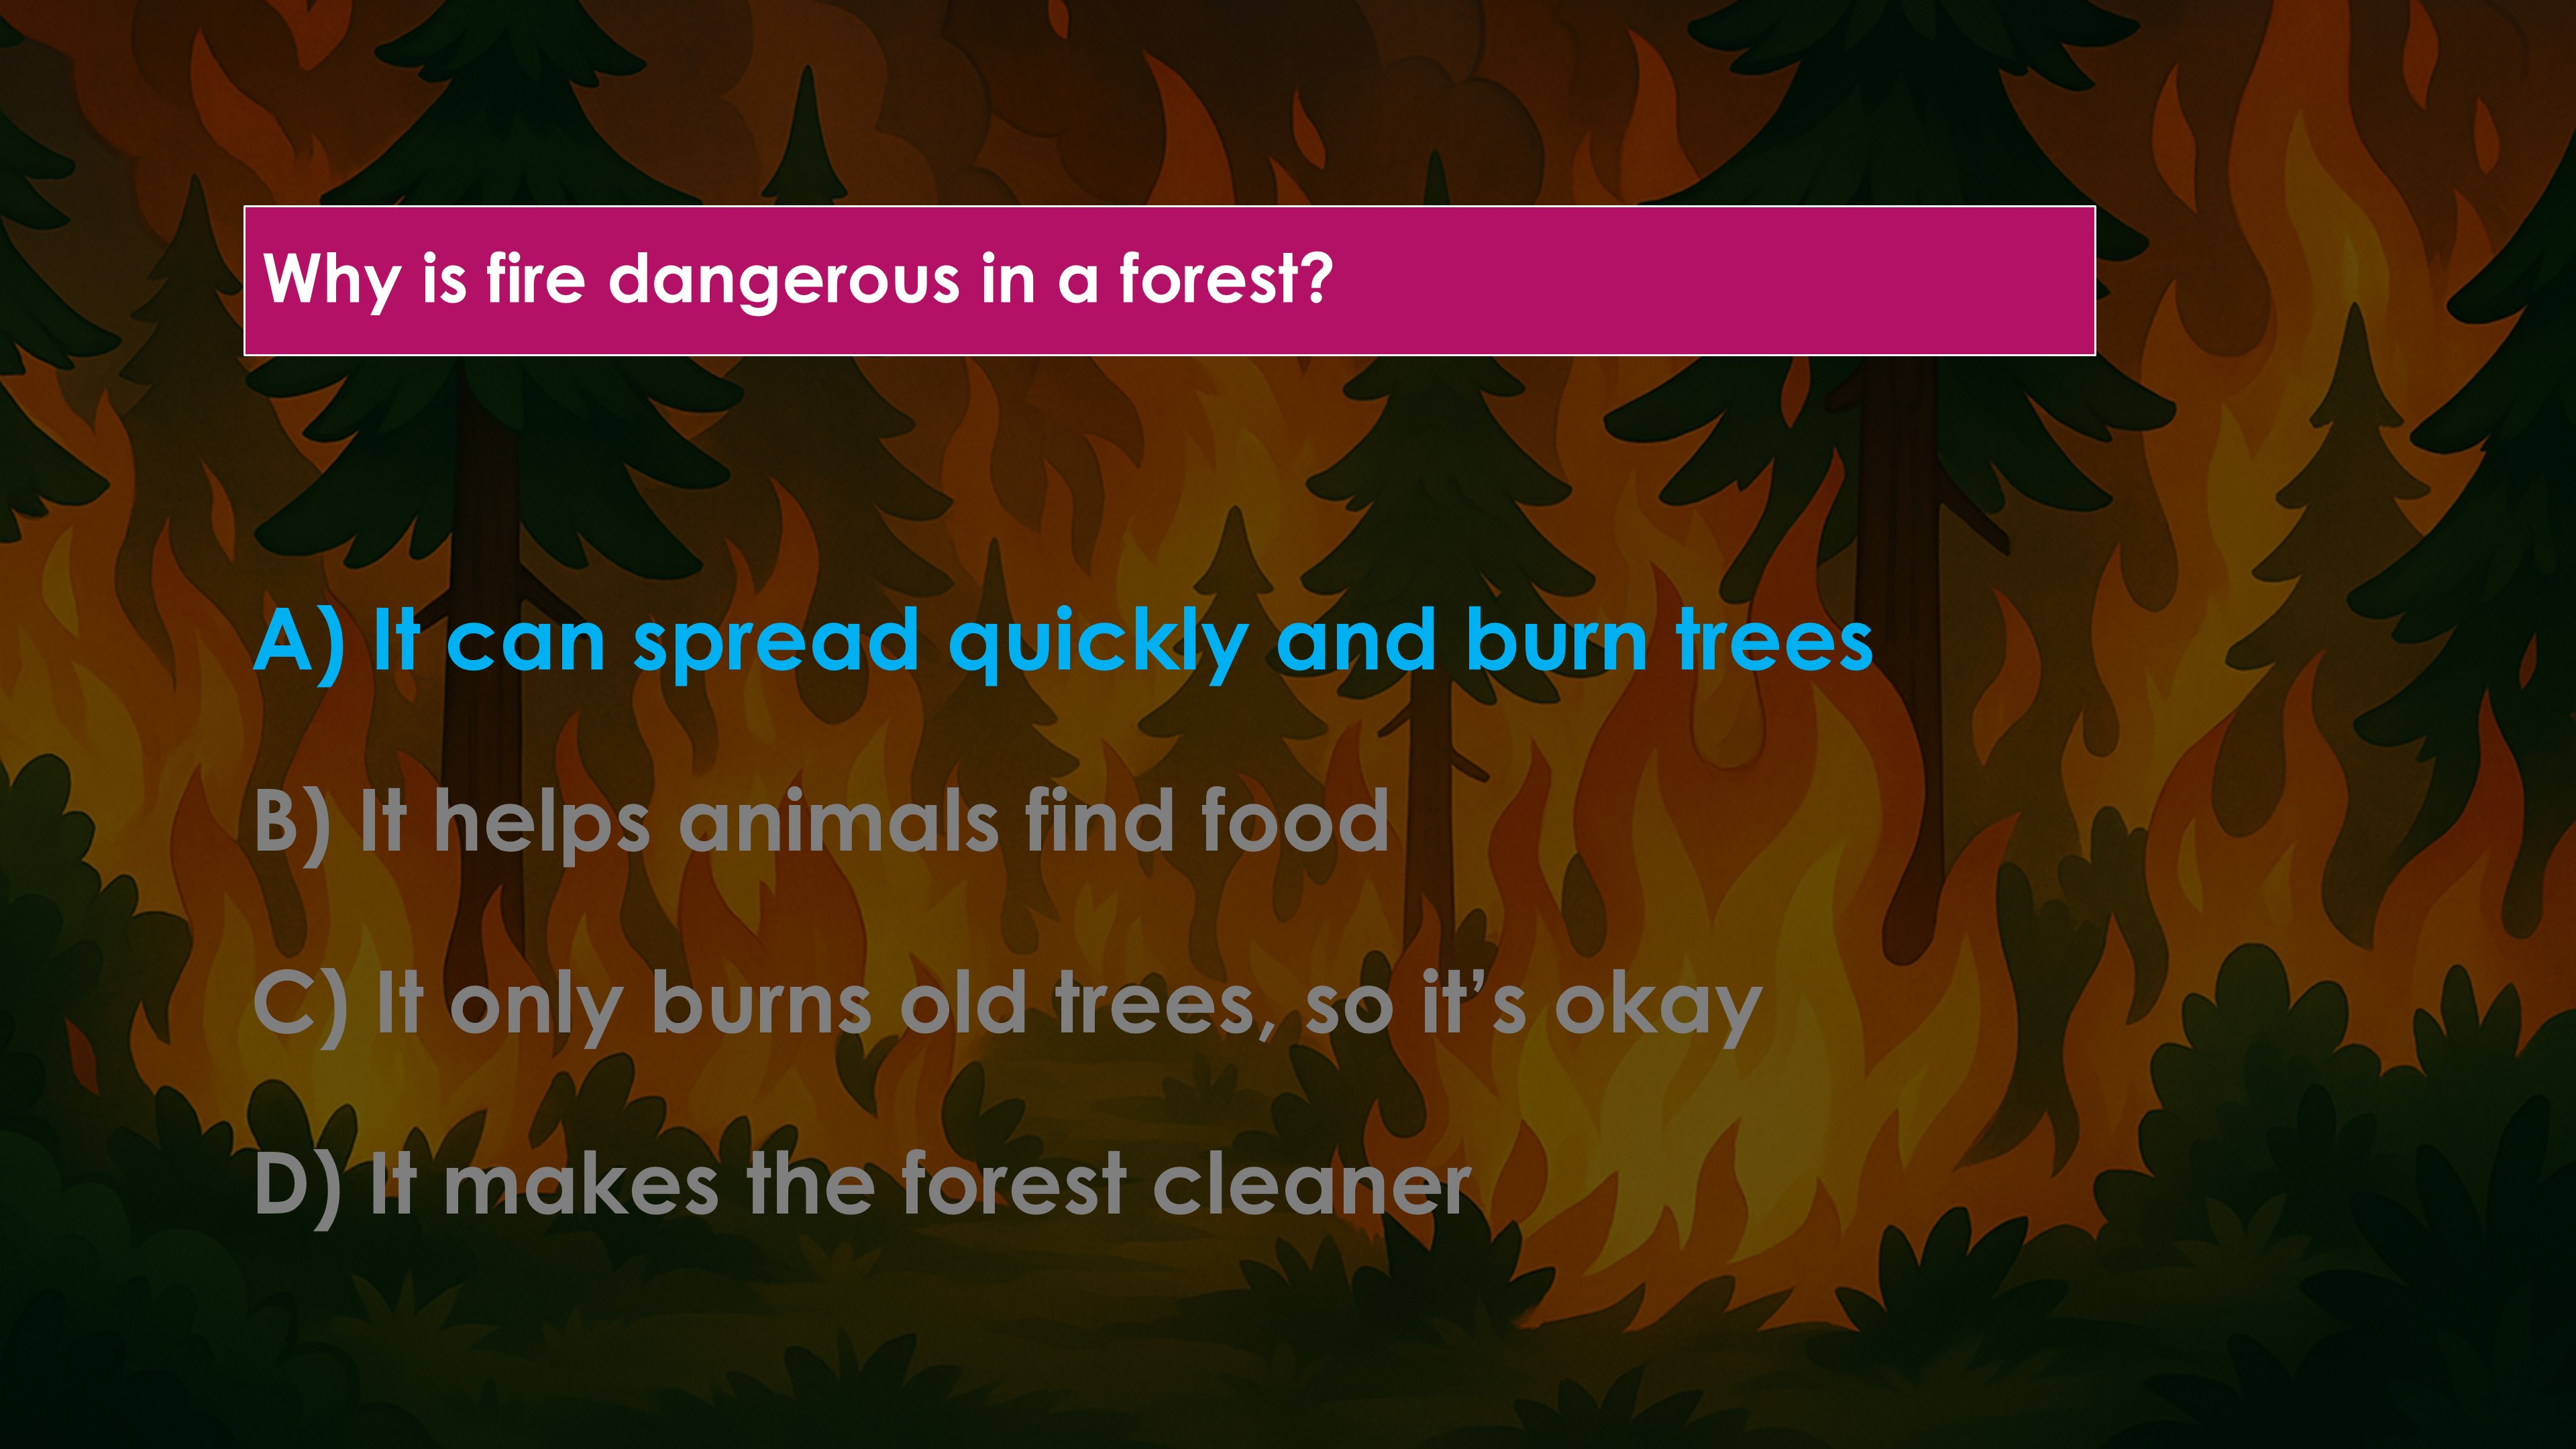 Why is fire dangerous in a forest?
A) It can spread quickly and burn trees
B) It helps animals find food
C) It only burns old trees, so it’s okay
D) It makes the forest cleaner